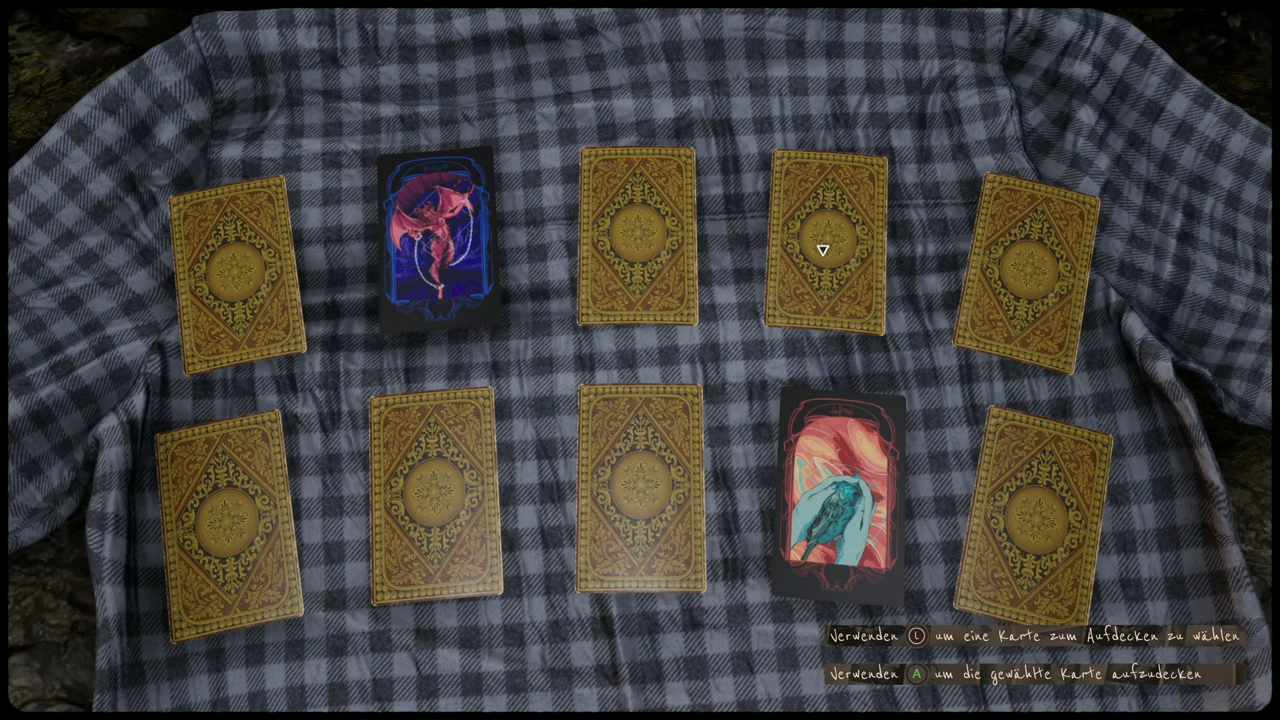 Verwenden L um eine Karte zum Aufdecken zu wählen
Verwenden A um die gewählte Karte aufzudecken